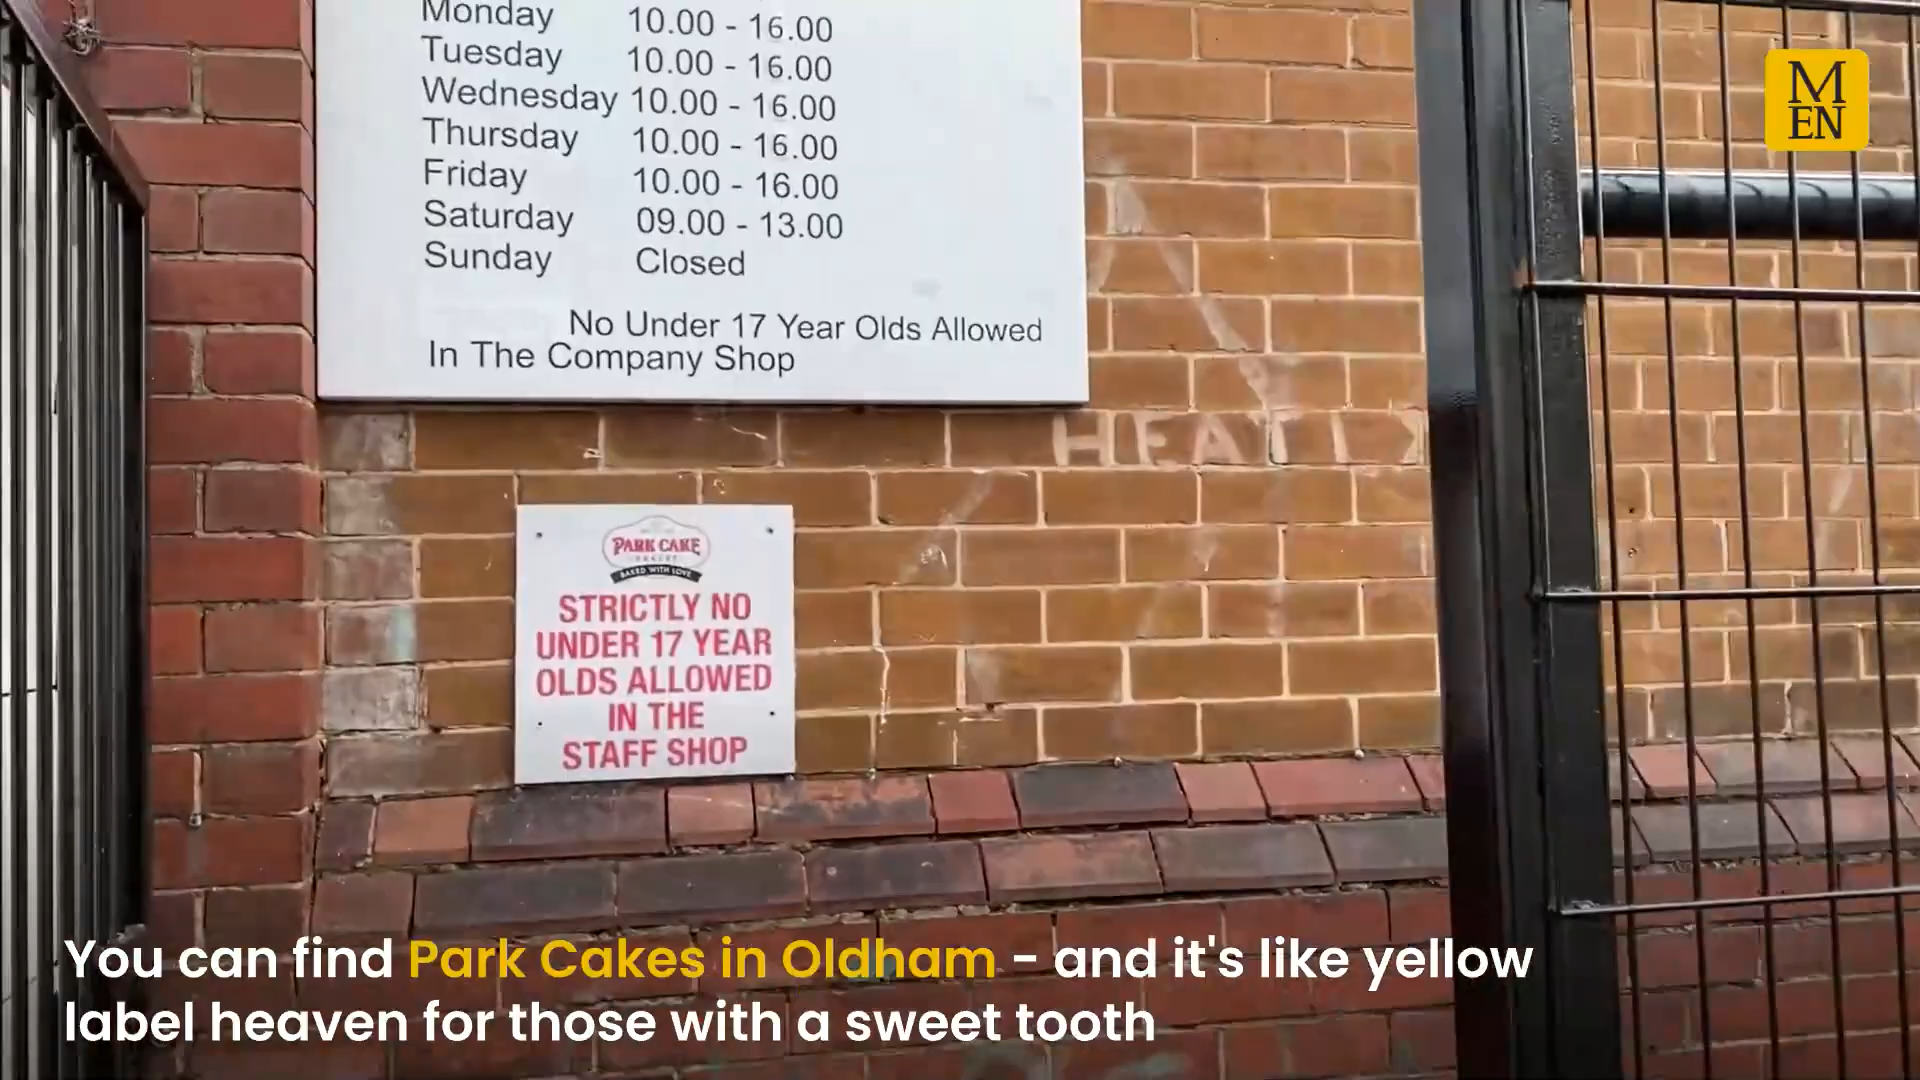 Monday 10.00 - 16.00
Tuesday 10.00 - 16.00
Wednesday 10.00 - 16.00
Thursday 10.00 - 16.00
Friday 10.00 - 16.00
Saturday 09.00 - 13.00
Sunday Closed
No Under 17 Year Olds Allowed
In The Company Shop
M
EN
PARK CAKE
BAKED WITH LOVE
STRICTLY NO
UNDER 17 YEAR
OLDS ALLOWED
IN THE
STAFF SHOP
You can find Park Cakes in Oldham - and it's like yellow
label heaven for those with a sweet tooth